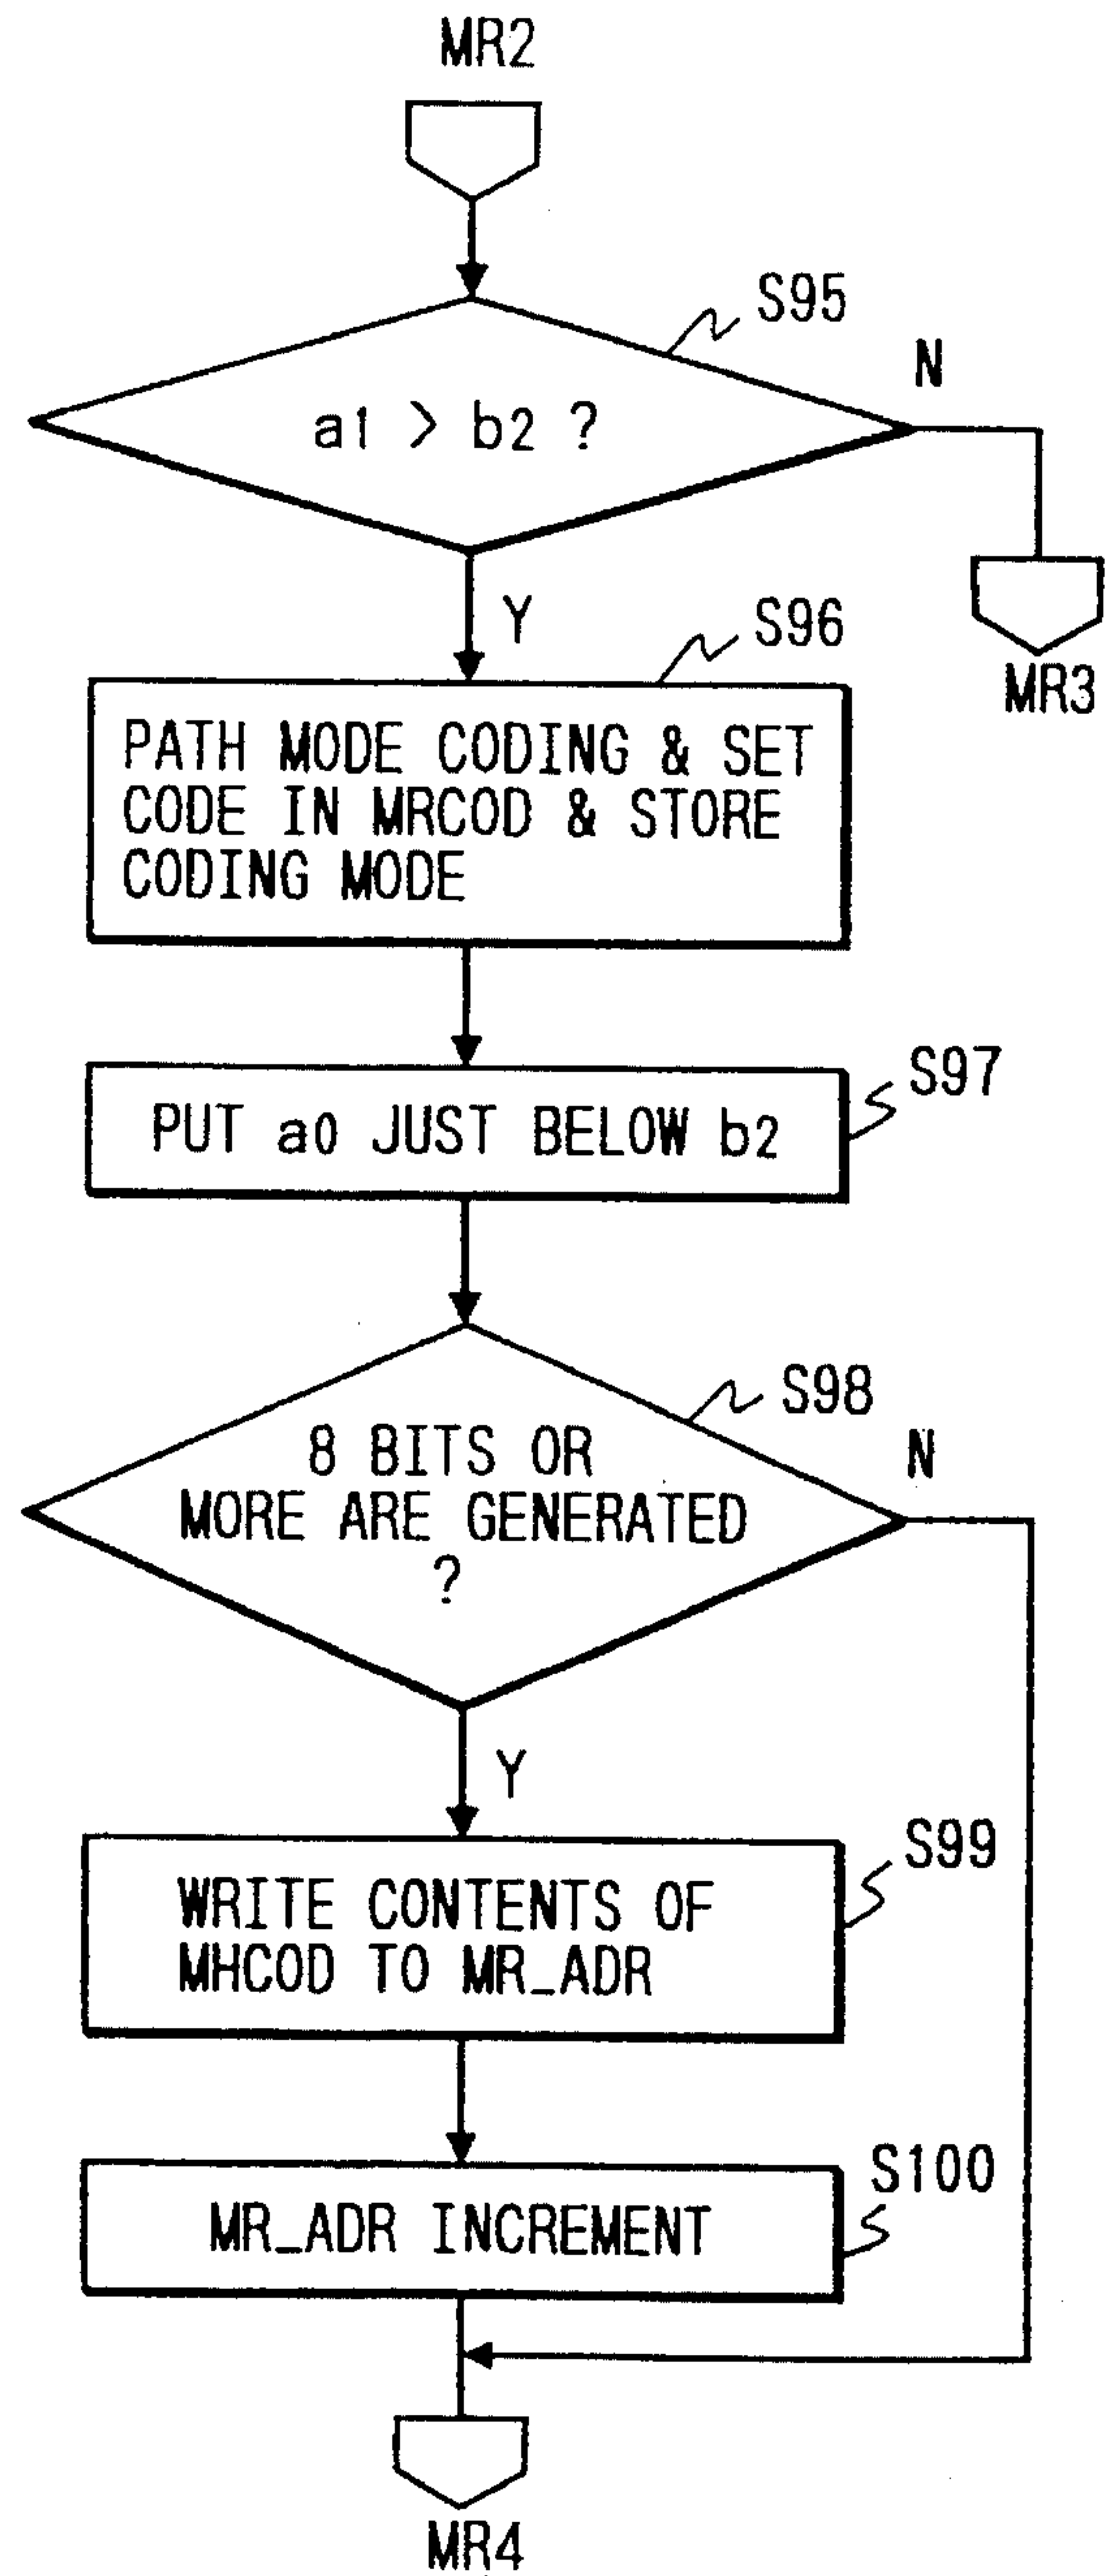 MR2
S95
N
a1 > b2 ?
Y
S96
MR3
PATH MODE CODING & SET
CODE IN MRCOD & STORE
CODING MODE
S97
PUT a0 JUST BELOW b2
S98
N
8 BITS OR
MORE ARE GENERATED
?
Y
S99
WRITE CONTENTS OF
MHCOD TO MR_ADR
S100
MR_ADR INCREMENT
MR4